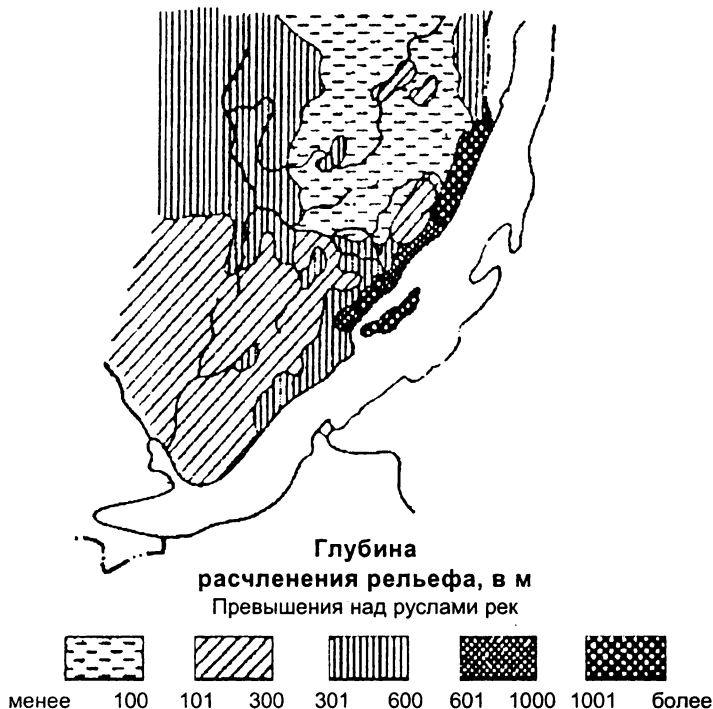 Глубина
расчленения рельефа, в м
Превышения над руслами рек
менее 100 101 300 301 600 601 1000 1001 более